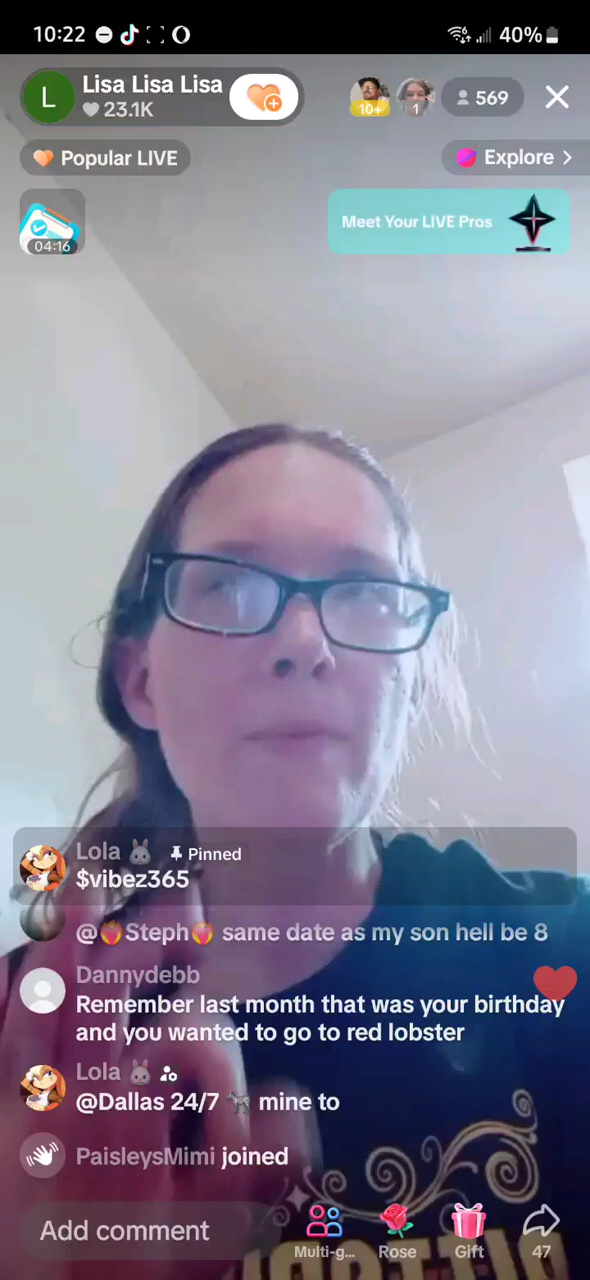 10:22
40%
L
Lisa Lisa Lisa
23.1K
10+
1
569
Popular LIVE
Explore >
04:16
Meet Your LIVE Pros
Lola 🐰 Pinned
$vibez365
@❤️‍🔥Steph❤️‍🔥 same date as my son hell be 8
Dannydebb
Remember last month that was your birthday
and you wanted to go to red lobster
Lola 🐰
@Dallas 24/7 🦓 mine to
PaisleysMimi joined
Add comment
Multi-g...
Rose
Gift
47